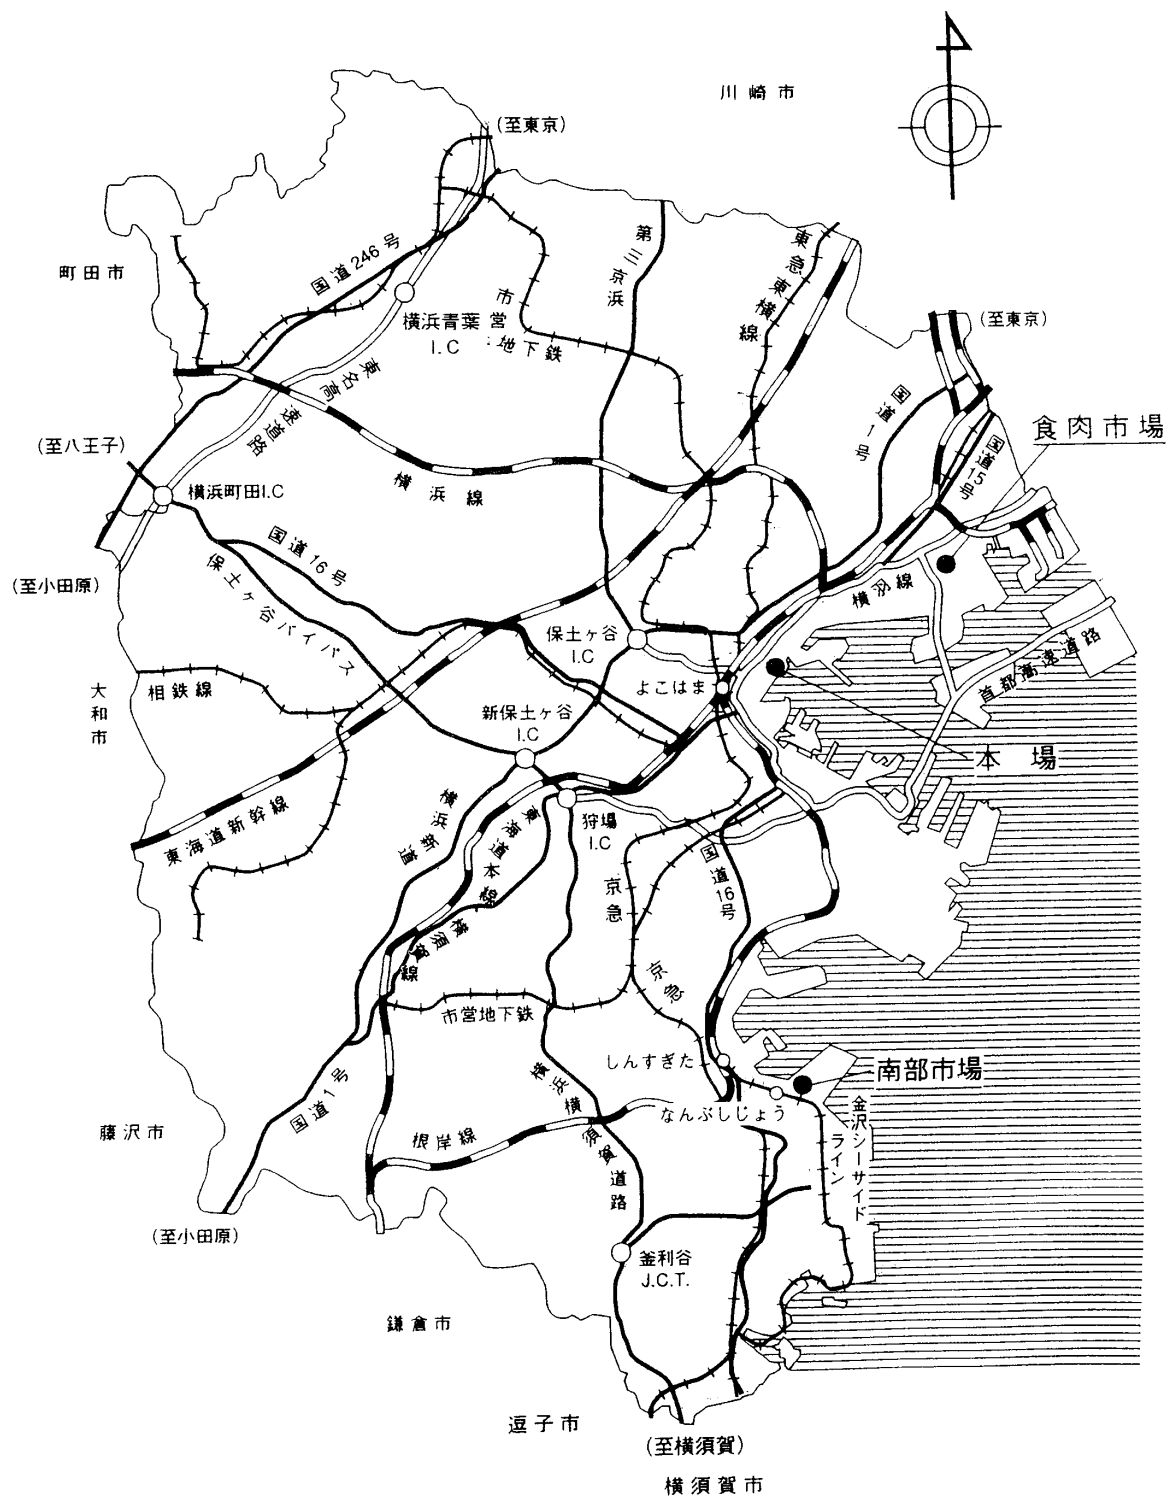 川崎市
(至東京)
町田市
国道246号
第三京浜
東急東横線
横浜青葉
I.C
市営
地下鉄
(至東京)
東名高速道路
国道1号
食肉市場
国道15号
(至八王子)
横浜町田I.C
横浜線
国道16号
(至小田原)
保土ヶ谷バイパス
横羽線
保土ヶ谷
I.C
首都高速道路
大和市
相鉄線
よこはま
新保土ヶ谷
I.C
本場
東海道新幹線
横浜新道
東海道本線
狩場
I.C
国道16号
京急
横須賀線
京急
市営地下鉄
しんすぎた
南部市場
なんぶしじょう
金沢シーサイド
ライン
国道1号
横浜横須賀道路
藤沢市
根岸線
(至小田原)
釜利谷
J.C.T.
鎌倉市
逗子市
(至横須賀)
横須賀市